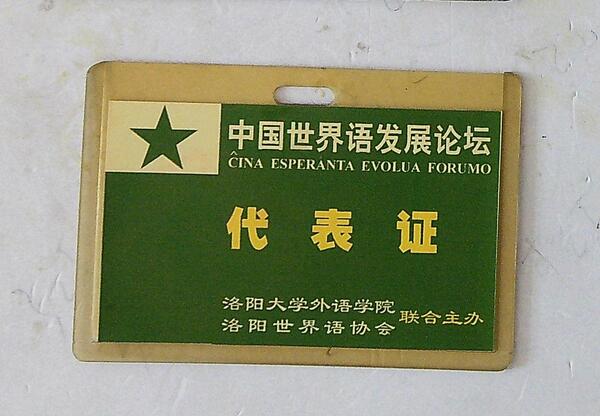 中国世界语发展论坛
ĈINA ESPERANTA EVOLUA FORUMO
代表证
洛阳大学外语学院
洛阳世界语协会
联合主办